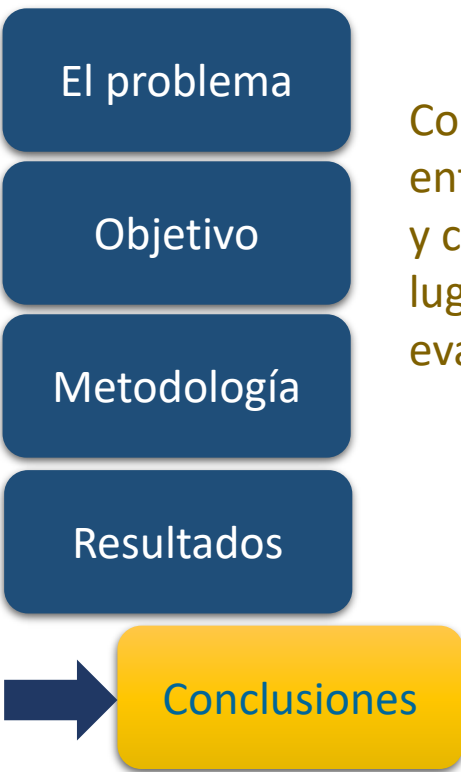 El problema
Objetivo
Metodología
Resultados
Conclusiones
y